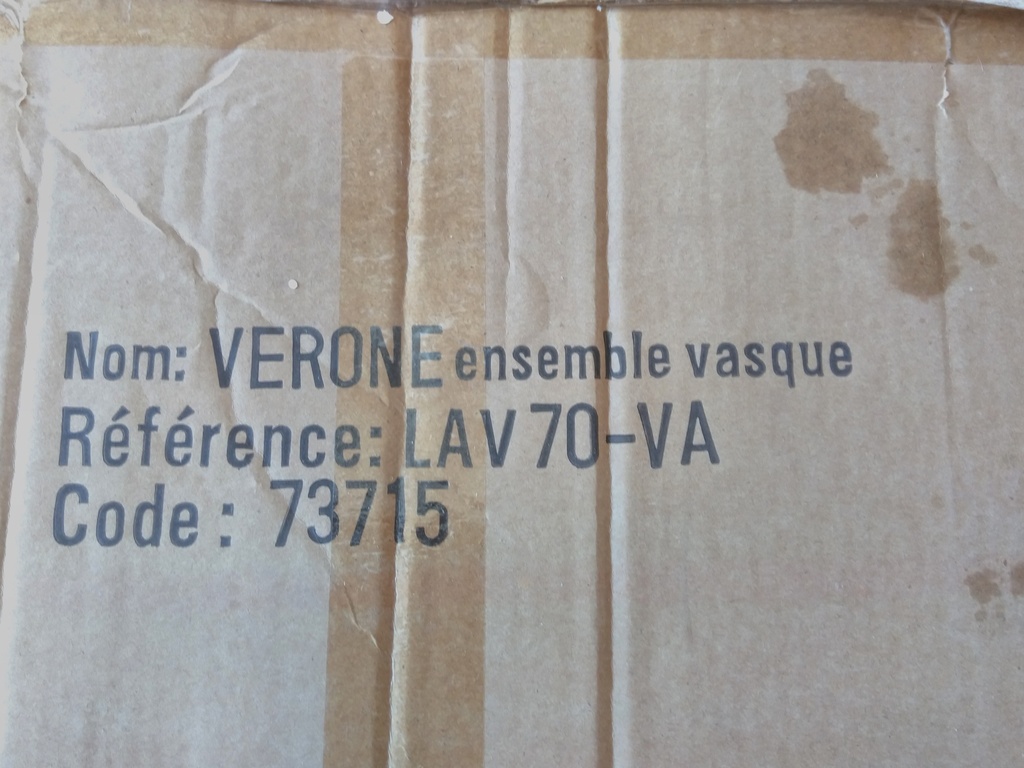 Nom: VERONE ensemble vasque
Référence: LAV 70-VA
Code : 73715